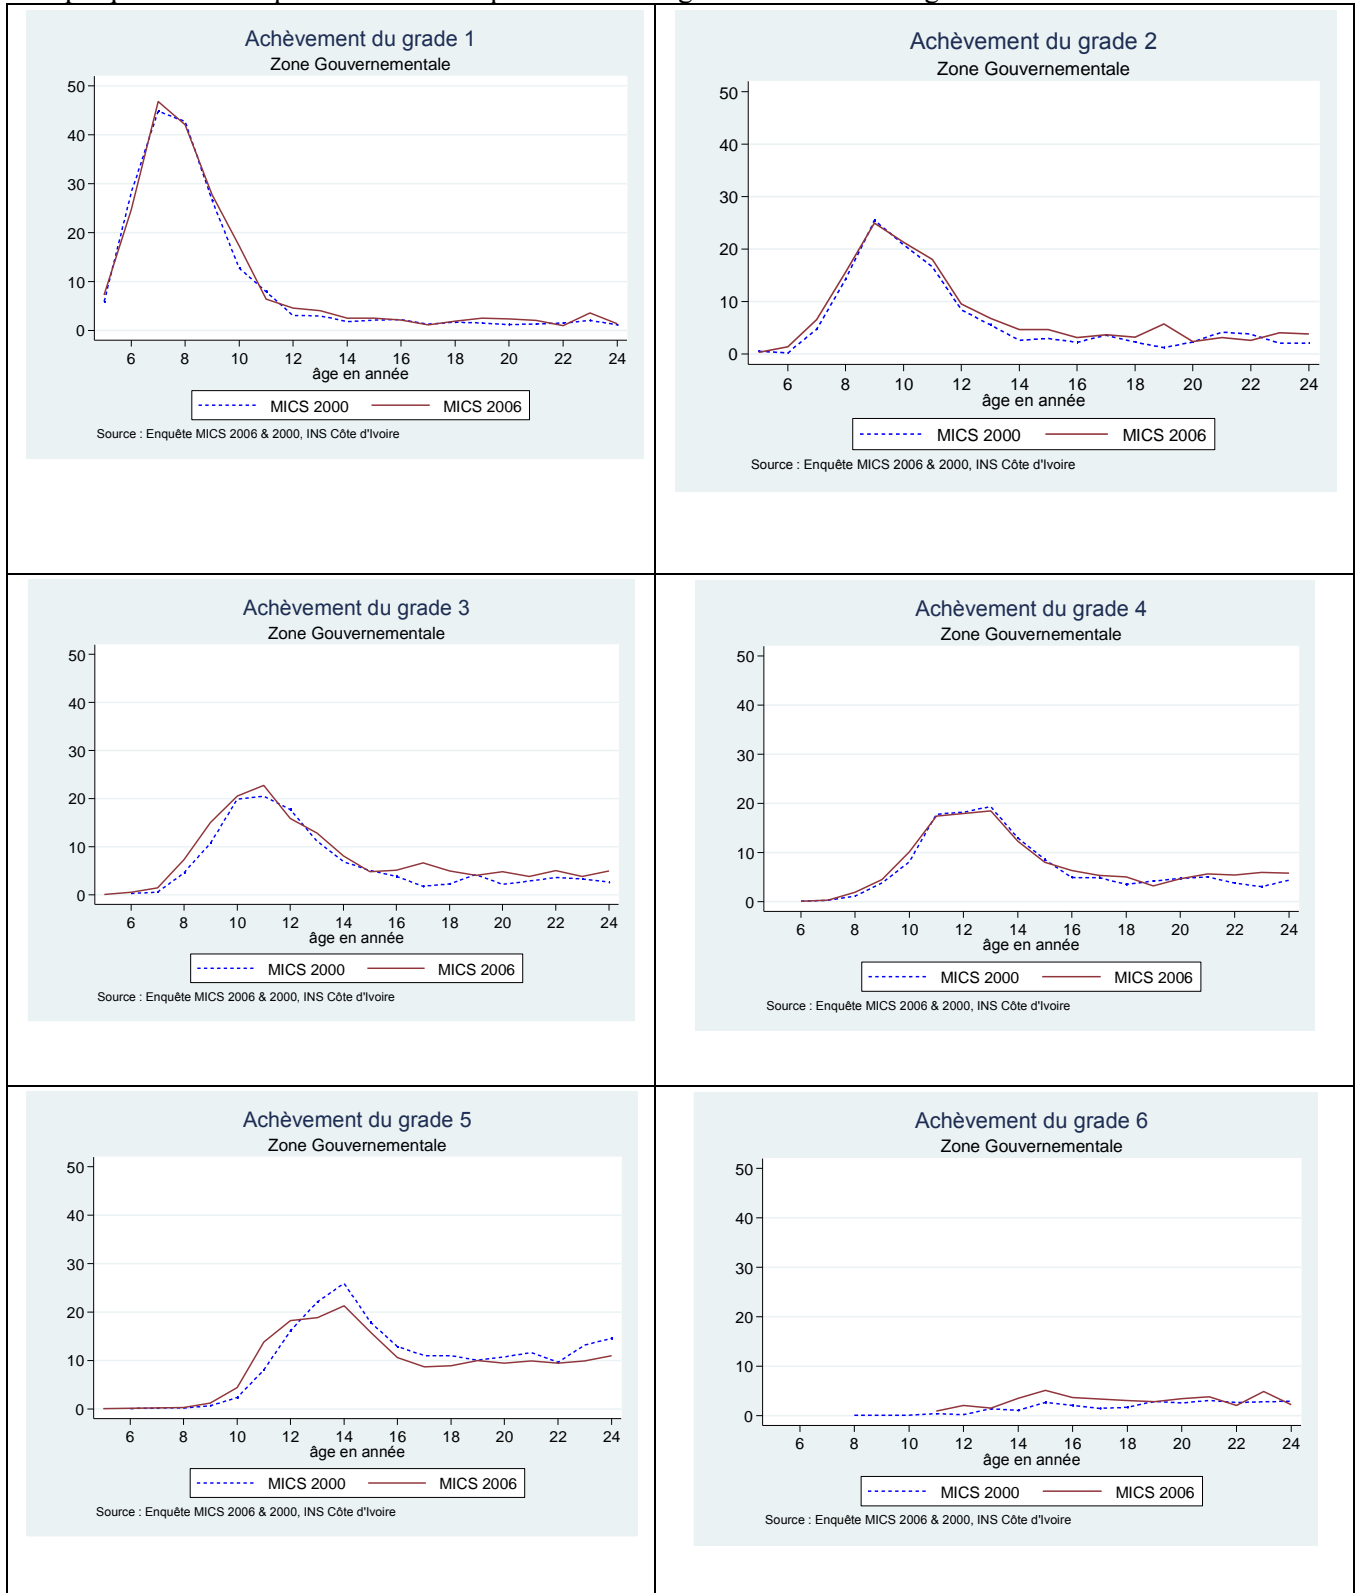 Achèvement du grade 1
Zone Gouvernementale
50
40
30
20
10
0
6 8 10 12 14 16 18 20 22 24
âge en année
MICS 2000 MICS 2006
Source : Enquête MICS 2006 & 2000, INS Côte d'Ivoire
Achèvement du grade 2
Zone Gouvernementale
50
40
30
20
10
0
6 8 10 12 14 16 18 20 22 24
âge en année
MICS 2000 MICS 2006
Source : Enquête MICS 2006 & 2000, INS Côte d'Ivoire
Achèvement du grade 3
Zone Gouvernementale
50
40
30
20
10
0
6 8 10 12 14 16 18 20 22 24
âge en année
MICS 2000 MICS 2006
Source : Enquête MICS 2006 & 2000, INS Côte d'Ivoire
Achèvement du grade 4
Zone Gouvernementale
50
40
30
20
10
0
6 8 10 12 14 16 18 20 22 24
âge en année
MICS 2000 MICS 2006
Source : Enquête MICS 2006 & 2000, INS Côte d'Ivoire
Achèvement du grade 5
Zone Gouvernementale
50
40
30
20
10
0
6 8 10 12 14 16 18 20 22 24
âge en année
MICS 2000 MICS 2006
Source : Enquête MICS 2006 & 2000, INS Côte d'Ivoire
Achèvement du grade 6
Zone Gouvernementale
50
40
30
20
10
0
6 8 10 12 14 16 18 20 22 24
âge en année
MICS 2000 MICS 2006
Source : Enquête MICS 2006 & 2000, INS Côte d'Ivoire